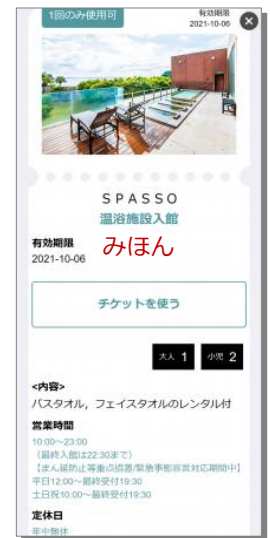 1回のみ使用可
有効期限
2021-10-06
SPASSO
温浴施設入館
有効期限
みほん
2021-10-06
チケットを使う
大人 1
小児 2
<内容>
バスタオル，フェイスタオルのレンタル付
営業時間
10:00～23:00
（最終入館は22:30まで）
【まん延防止等重点措置/緊急事態宣言対応期間中】
平日12:00～最終受付19:30
土日祝10:00～最終受付19:30
定休日
年中無休